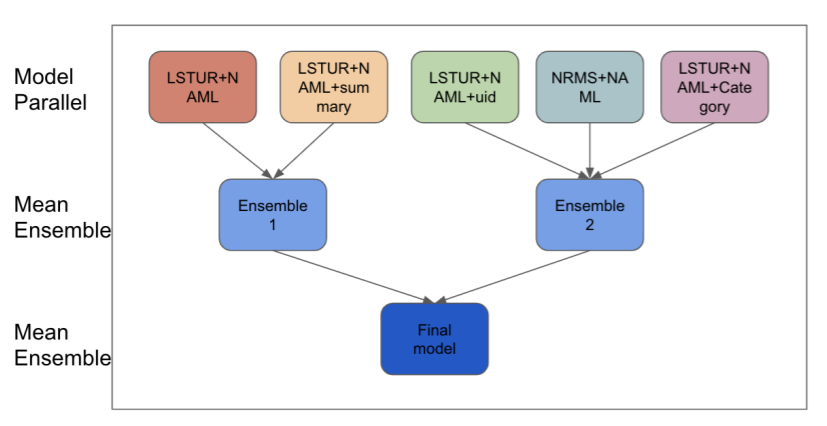 Model
Parallel
LSTUR+N
AML
LSTUR+N
AML+sum
mary
LSTUR+N
AML+uid
NRMS+NA
ML
LSTUR+N
AML+Cate
gory
Mean
Ensemble
Ensemble
1
Ensemble
2
Mean
Ensemble
Final
model